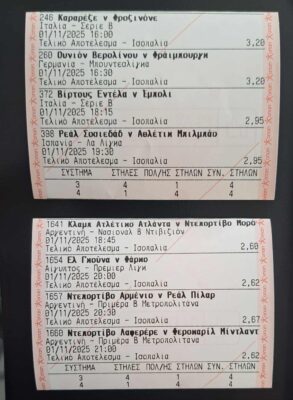 246 Καραρέζε v Φροζινόνε
Ιταλία - Σερίε Β
01/11/2025 16:00
Τελικό Αποτέλεσμα - Ισοπαλία 3,20
260 Ουνιόν Βερολίνου v Φράιμπουργκ
Γερμανία - Μπουντεσλίγκα
01/11/2025 16:30
Τελικό Αποτέλεσμα - Ισοπαλία 3,20
372 Βίρτους Εντέλα v Έμπολι
Ιταλία - Σερίε Β
01/11/2025 18:15
Τελικό Αποτέλεσμα - Ισοπαλία 2,95
398 Ρεάλ Σοσιεδάδ v Αθλέτικ Μπιλμπάο
Ισπανία - Λα Λίγκα
01/11/2025 19:30
Τελικό Αποτέλεσμα - Ισοπαλία 2,95
ΣΥΣΤΗΜΑ ΣΤΗΛΕΣ ΠΟΛ/ΗΣ ΣΤΗΛΩΝ ΣΥΝ. ΣΤΗΛΩΝ
3 4 1 4
4 1 4 4
1641 Κλαμπ Ατλέτικο Ατλάντα v Ντεπορτίβο Μορό
Αργεντινή - Νασιονάλ Β Ντιβιζιόν
01/11/2025 18:45
Τελικό Αποτέλεσμα - Ισοπαλία 2,60
1654 Ελ Γκούνα v Φάρκο
Αίγυπτος - Πρέμιερ Λιγκ
01/11/2025 20:00
Τελικό Αποτέλεσμα - Ισοπαλία 2,62
1657 Ντεπορτίβο Αρμένιο v Ρεάλ Πιλάρ
Αργεντινή - Πριμέρα Β Μετροπολιτάνα
01/11/2025 20:30
Τελικό Αποτέλεσμα - Ισοπαλία 2,67
1660 Ντεπορτίβο Λαφερέρε v Φεροκαρίλ Μιντλαντ
Αργεντινή - Πριμέρα Β Μετροπολιτάνα
01/11/2025 21:00
Τελικό Αποτέλεσμα - Ισοπαλία 2,62
ΣΥΣΤΗΜΑ ΣΤΗΛΕΣ ΠΟΛ/ΗΣ ΣΤΗΛΩΝ ΣΥΝ. ΣΤΗΛΩΝ
3 4 1 4
4 1 4 4